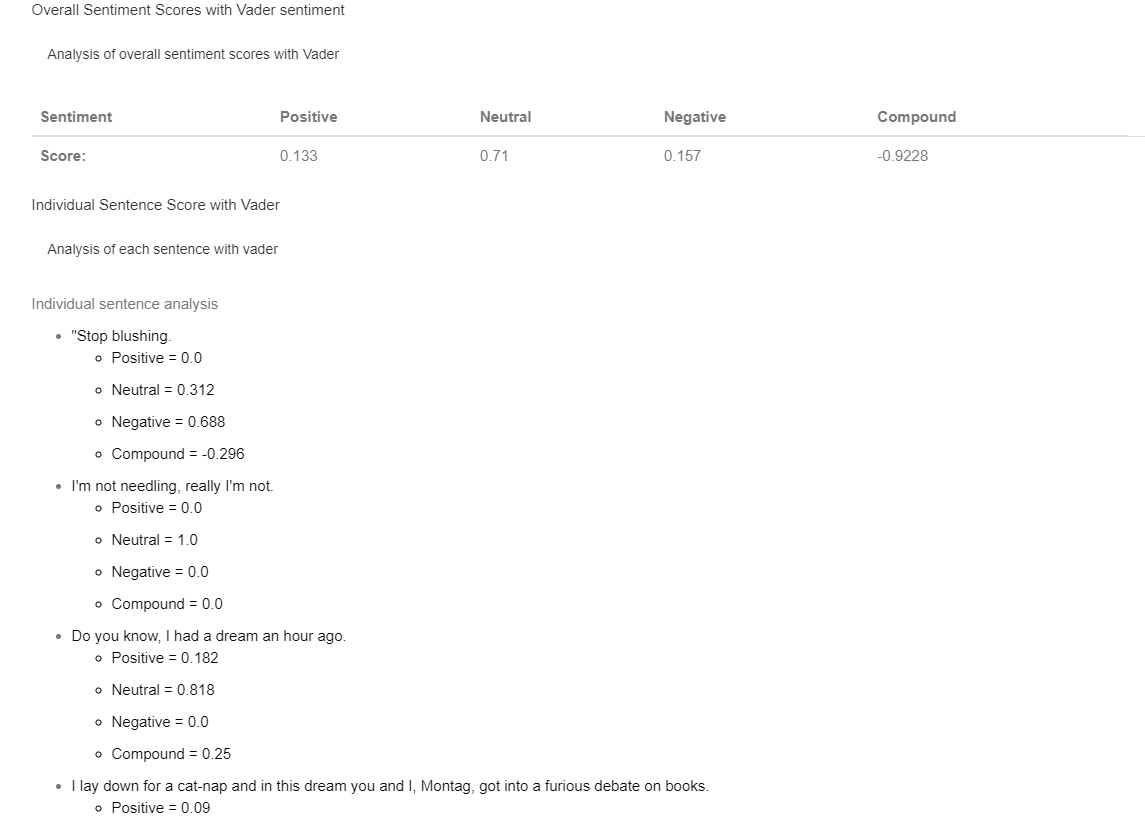 Overall Sentiment Scores with Vader sentiment
Analysis of overall sentiment scores with Vader
Sentiment Positive Neutral Negative Compound
Score: 0.133 0.71 0.157 -0.9228
Individual Sentence Score with Vader
Analysis of each sentence with vader
Individual sentence analysis
"Stop blushing.
Positive = 0.0
Neutral = 0.312
Negative = 0.688
Compound = -0.296
I'm not needling, really I'm not.
Positive = 0.0
Neutral = 1.0
Negative = 0.0
Compound = 0.0
Do you know, I had a dream an hour ago.
Positive = 0.182
Neutral = 0.818
Negative = 0.0
Compound = 0.25
I lay down for a cat-nap and in this dream you and I, Montag, got into a furious debate on books.
Positive = 0.09